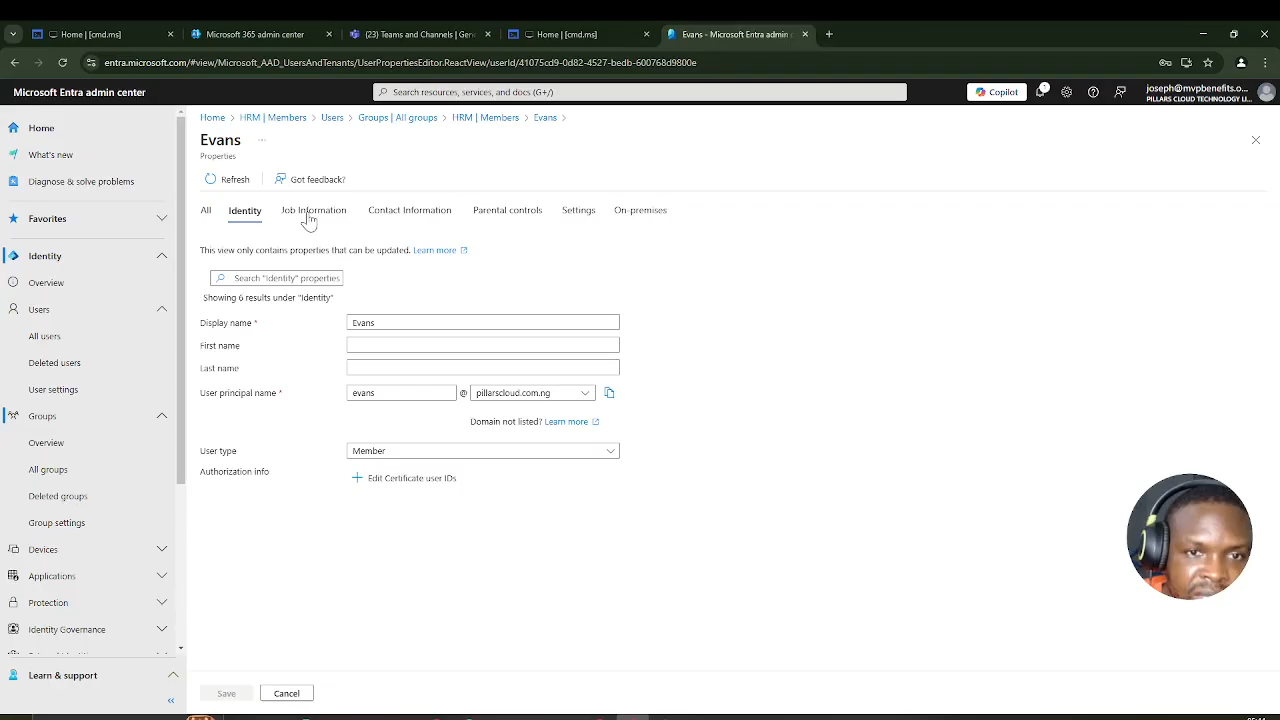 Home | [cmd.ms]
Microsoft 365 admin center
(23) Teams and Channels | Gene
Home | [cmd.ms]
Evans - Microsoft Entra admin c
entra.microsoft.com/#view/Microsoft_AAD_UsersAndTenants/UserPropertiesEditor.ReactView/userId/41075cd9-0d82-4527-bedb-600768d9800e
Microsoft Entra admin center
Search resources, services, and docs (G+/)
Copilot
1
joseph@mvpbenefits.o...
PILLARS CLOUD TECHNOLOGY LI...
Home
What's new
Diagnose & solve problems
Favorites
Identity
Overview
Users
All users
Deleted users
User settings
Groups
Overview
All groups
Deleted groups
Group settings
Devices
Applications
Protection
Identity Governance
Learn & support
Home > HRM | Members > Users > Groups | All groups > HRM | Members > Evans >
Evans ...
Properties
Refresh
Got feedback?
All
Identity
Job Information
Contact Information
Parental controls
Settings
On-premises
This view only contains properties that can be updated. Learn more
Search "Identity" properties
Showing 6 results under "Identity"
Display name *
Evans
First name
Last name
User principal name *
evans
@
pillarscloud.com.ng
Domain not listed? Learn more
User type
Member
Authorization info
+ Edit Certificate user IDs
Save
Cancel